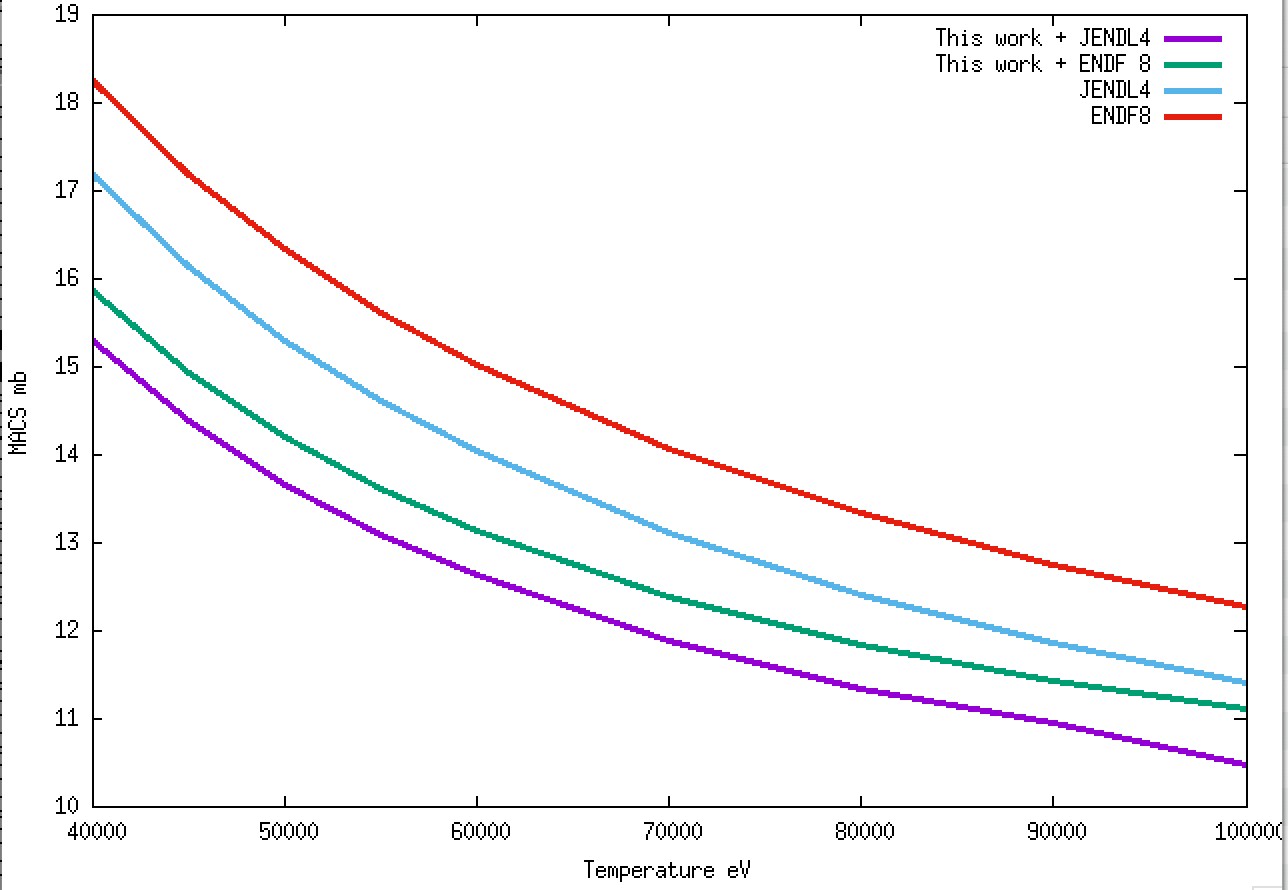 19
18
17
16
15
14
13
12
11
10
MACS mb
This work + JENDL4
This work + ENDF 8
JENDL4
ENDF8
40000 50000 60000 70000 80000 90000 100000
Temperature eV